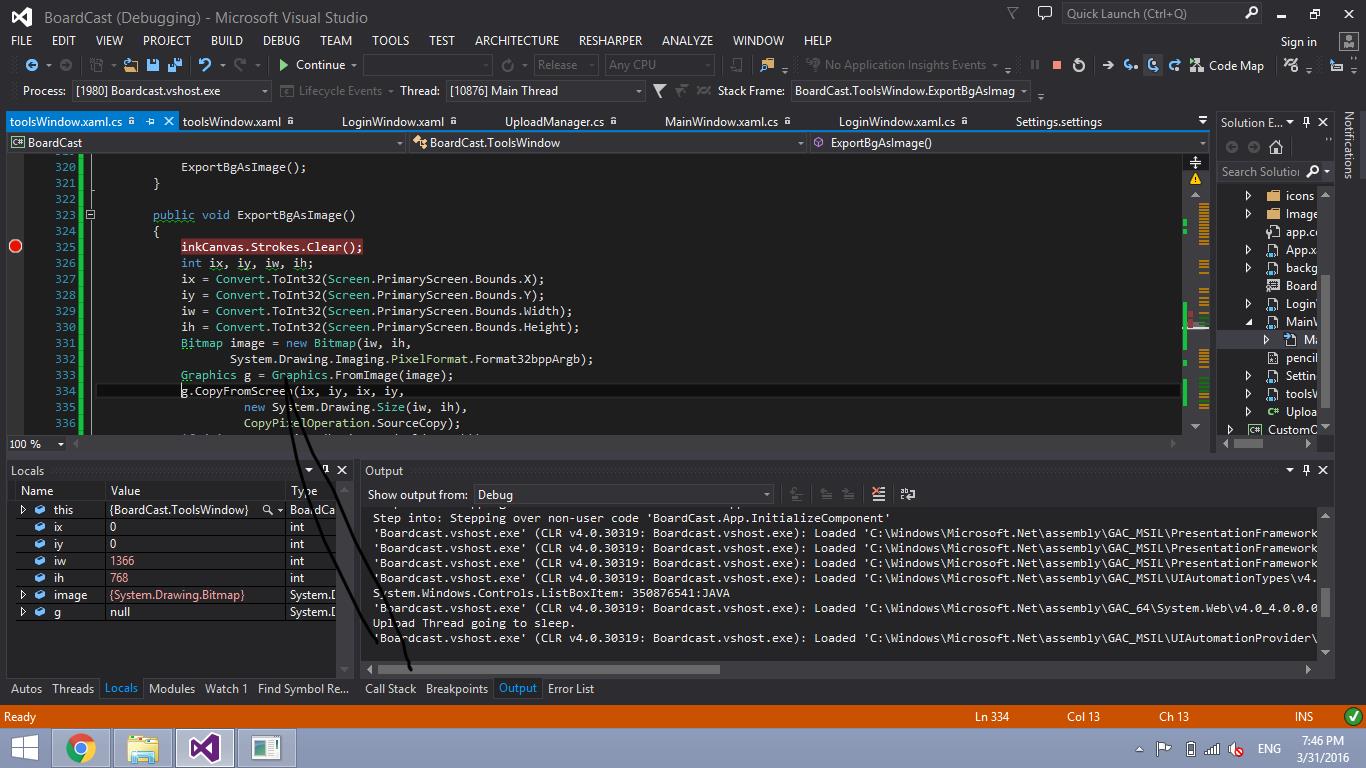 BoardCast (Debugging) - Microsoft Visual Studio
Quick Launch (Ctrl+Q)
FILE EDIT VIEW PROJECT BUILD DEBUG TEAM TOOLS TEST ARCHITECTURE RESHARPER ANALYZE WINDOW HELP
Sign in
Continue Release Any CPU No Application Insights Events Code Map
Process: [1980] Boardcast.vshost.exe Lifecycle Events Thread: [10876] Main Thread Stack Frame: BoardCast.ToolsWindow.ExportBgAsImag
toolsWindow.xaml.cs toolsWindow.xaml LoginWindow.xaml UploadManager.cs MainWindow.xaml.cs LoginWindow.xaml.cs Settings.settings
BoardCast BoardCast.ToolsWindow ExportBgAsImage()
320 ExportBgAsImage();
321 }
322
323 public void ExportBgAsImage()
324 {
325 inkCanvas.Strokes.Clear();
326 int ix, iy, iw, ih;
327 ix = Convert.ToInt32(Screen.PrimaryScreen.Bounds.X);
328 iy = Convert.ToInt32(Screen.PrimaryScreen.Bounds.Y);
329 iw = Convert.ToInt32(Screen.PrimaryScreen.Bounds.Width);
330 ih = Convert.ToInt32(Screen.PrimaryScreen.Bounds.Height);
331 Bitmap image = new Bitmap(iw, ih,
332 System.Drawing.Imaging.PixelFormat.Format32bppArgb);
333 Graphics g = Graphics.FromImage(image);
334 g.CopyFromScreen(ix, iy, ix, iy,
335 new System.Drawing.Size(iw, ih),
336 CopyPixelOperation.SourceCopy);
100 %
Solution E...
Search Solutio
icons
Image
app.c
App.x
backg
Board
Login
MainW
Ma
pencil
Settin
toolsW
Uploa
CustomC
Notifications
Locals
Name Value Type
this {BoardCast.ToolsWindow} BoardCa
ix 0 int
iy 0 int
iw 1366 int
ih 768 int
image {System.Drawing.Bitmap} System.D
g null System.D
Autos Threads Locals Modules Watch 1 Find Symbol Re...
Output
Show output from: Debug
Step into: Stepping over non-user code 'BoardCast.App.InitializeComponent'
'Boardcast.vshost.exe' (CLR v4.0.30319: Boardcast.vshost.exe): Loaded 'C:\Windows\Microsoft.Net\assembly\GAC_MSIL\PresentationFramework
'Boardcast.vshost.exe' (CLR v4.0.30319: Boardcast.vshost.exe): Loaded 'C:\Windows\Microsoft.Net\assembly\GAC_MSIL\PresentationFramework
'Boardcast.vshost.exe' (CLR v4.0.30319: Boardcast.vshost.exe): Loaded 'C:\Windows\Microsoft.Net\assembly\GAC_MSIL\PresentationFramework
'Boardcast.vshost.exe' (CLR v4.0.30319: Boardcast.vshost.exe): Loaded 'C:\Windows\Microsoft.Net\assembly\GAC_MSIL\UIAutomationTypes\v4.
System.Windows.Controls.ListBoxItem: 350876541:JAVA
'Boardcast.vshost.exe' (CLR v4.0.30319: Boardcast.vshost.exe): Loaded 'C:\Windows\Microsoft.Net\assembly\GAC_64\System.Web\v4.0_4.0.0.0
Upload Thread going to sleep.
'Boardcast.vshost.exe' (CLR v4.0.30319: Boardcast.vshost.exe): Loaded 'C:\Windows\Microsoft.Net\assembly\GAC_MSIL\UIAutomationProvider\
Call Stack Breakpoints Output Error List
Ready Ln 334 Col 13 Ch 13 INS
ENG
7:46 PM
3/31/2016